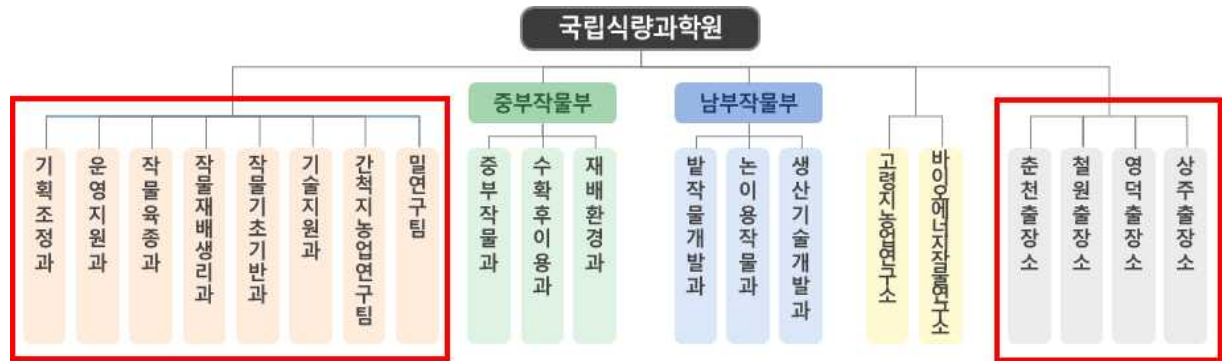 국립식량과학원
중부작물부
남부작물부
기획조정과
운영지원과
작물육종과
작물재배생리과
작물기초기반과
기술지원과
간척지농업연구팀
밀연구팀
중부작물과
수확후이용과
재배환경과
밭작물개발과
논이용작물과
생산기술개발과
고령지농업연구소
바이오에너지작물연구소
춘천출장소
철원출장소
영덕출장소
상주출장소